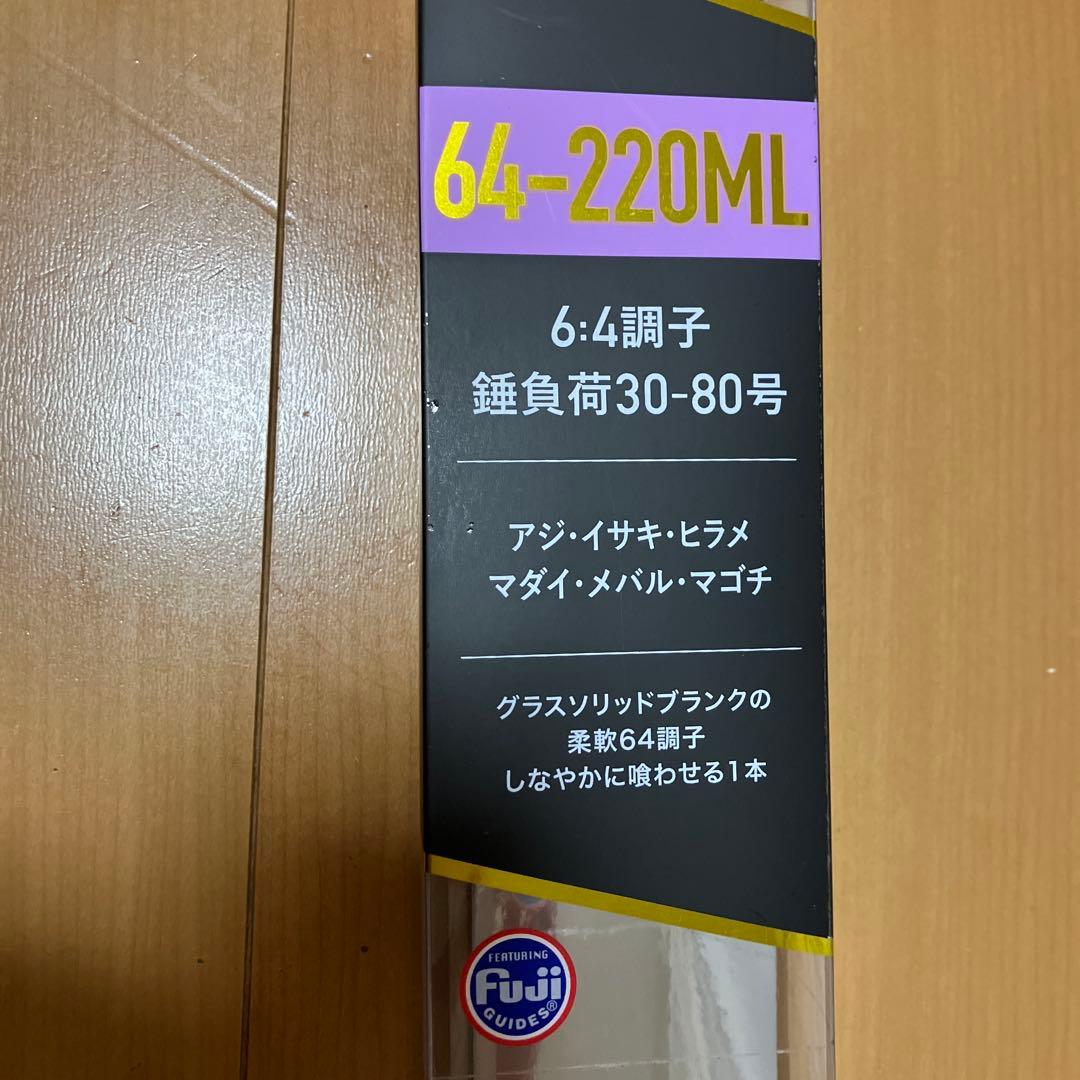 64-220ML
6:4調子
錘負荷30-80号
アジ・イサキ・ヒラメ
マダイ・メバル・マゴチ
グラスソリッドブランクの
柔軟64調子
しなやかに喰わせる1本
FEATURING
Fuji
GUIDES®